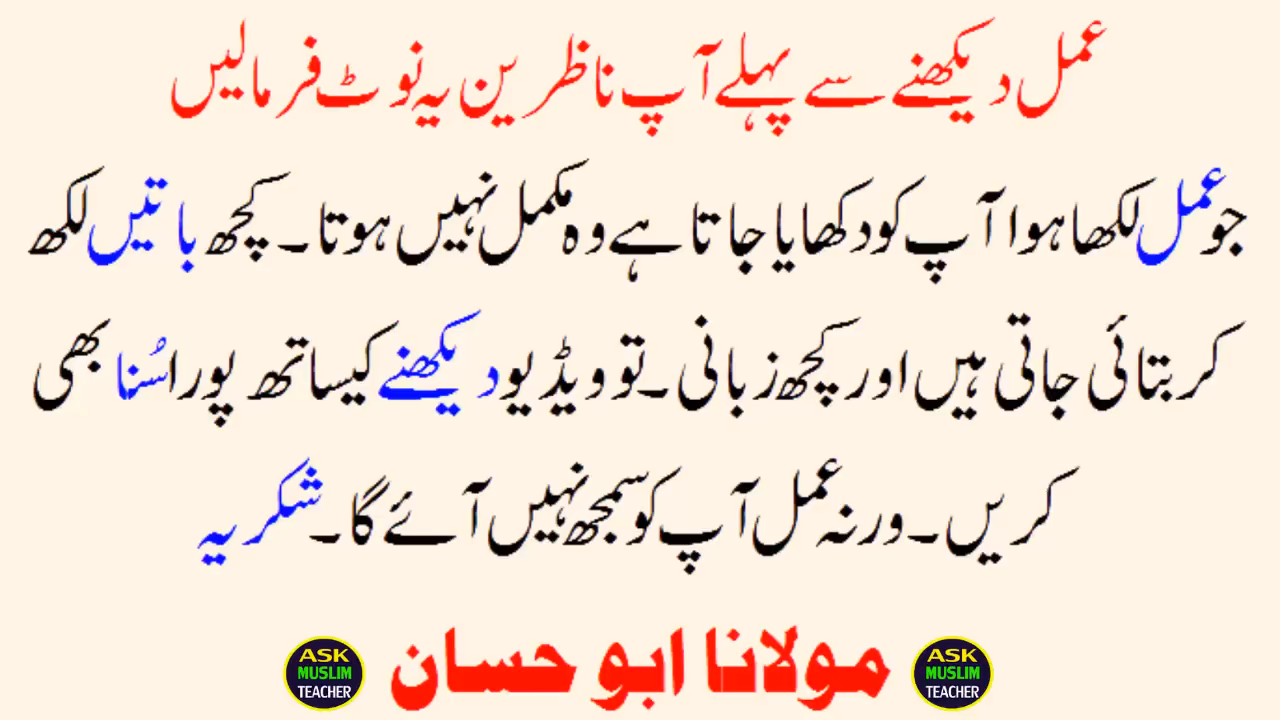 عمل دیکھنے سے پہلے آپ ناظرین یہ نوٹ فرمالیں
جو عمل لکھا ہوا آپ کو دکھایا جاتا ہے وہ مکمل نہیں ہوتا۔ کچھ باتیں لکھ
کر بتائی جاتی ہیں اور کچھ زبانی۔ تو ویڈیو دیکھنے کیساتھ پورا سُنا بھی
کریں۔ ورنہ عمل آپ کو سمجھ نہیں آئے گا۔ شکریہ
مولانا ابو حسان
ASK
MUSLIM
TEACHER
ASK
MUSLIM
TEACHER